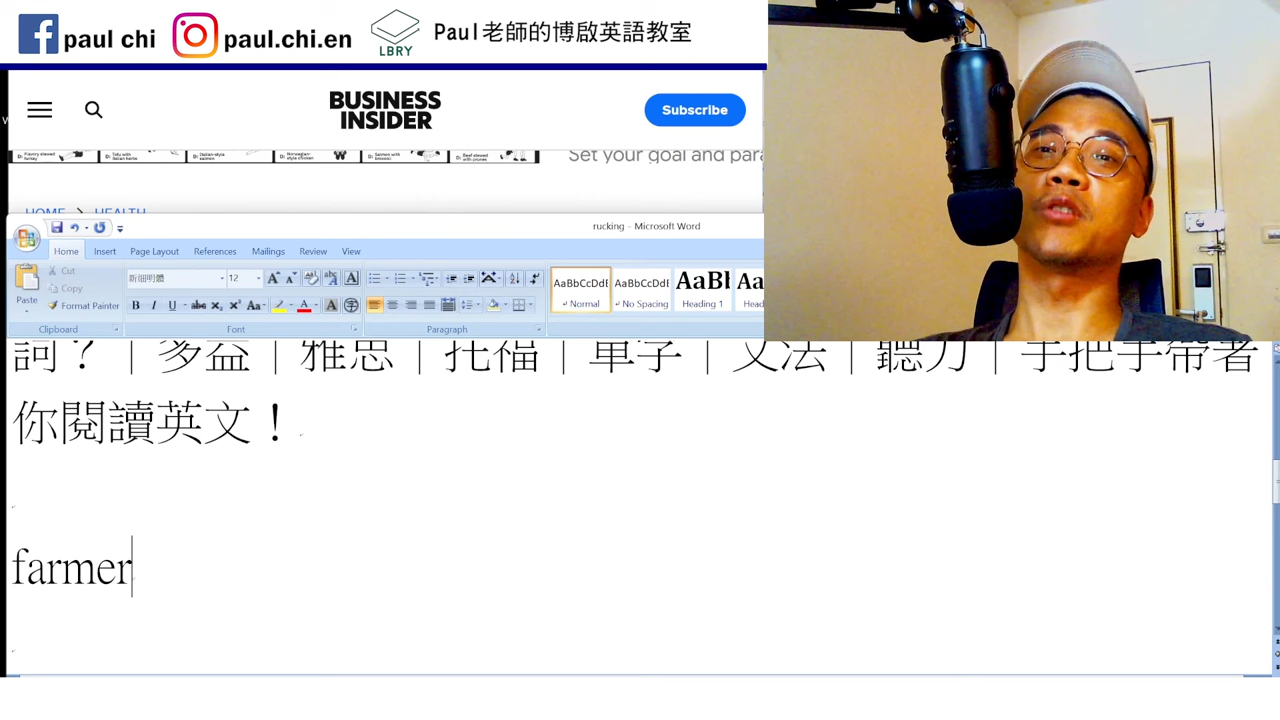 paul chi
paul.chi.en
LBRY
Paul老師的博啟英語教室
BUSINESS
INSIDER
Subscribe
Set your goal and para
HOME > HEALTH
rucking - Microsoft Word
Home Insert Page Layout References Mailings Review View
Paste
Cut
Copy
Format Painter
新細明體 12
AaBbCcDdE AaBbCcDdE AaBl AaB
Normal No Spacing Heading 1 Head
Clipboard Font Paragraph
詞？｜多益｜雅思｜托福｜單字｜文法｜聽力｜手把手帶著
你閱讀英文！
farmer